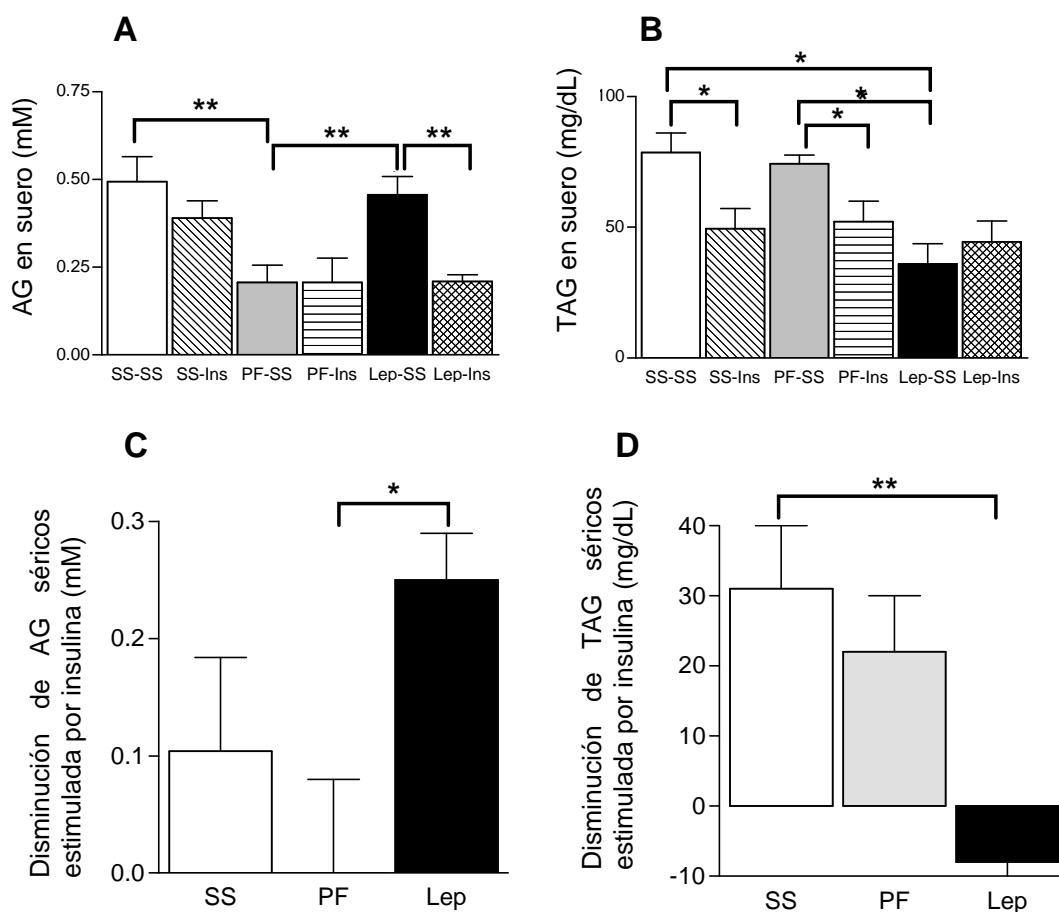 A
AG en suero (mM)
0.75
0.50
0.25
0.00
**
**
**
SS-SS SS-Ins PF-SS PF-Ins Lep-SS Lep-Ins
B
TAG en suero (mg/dL)
100
50
0
*
*
*
*
SS-SS SS-Ins PF-SS PF-Ins Lep-SS Lep-Ins
C
Disminución de AG séricos
estimulada por insulina (mM)
0.3
0.2
0.1
0.0
*
SS PF Lep
D
Disminución de TAG séricos
estimulada por insulina (mg/dL)
40
30
20
10
0
-10
**
SS PF Lep